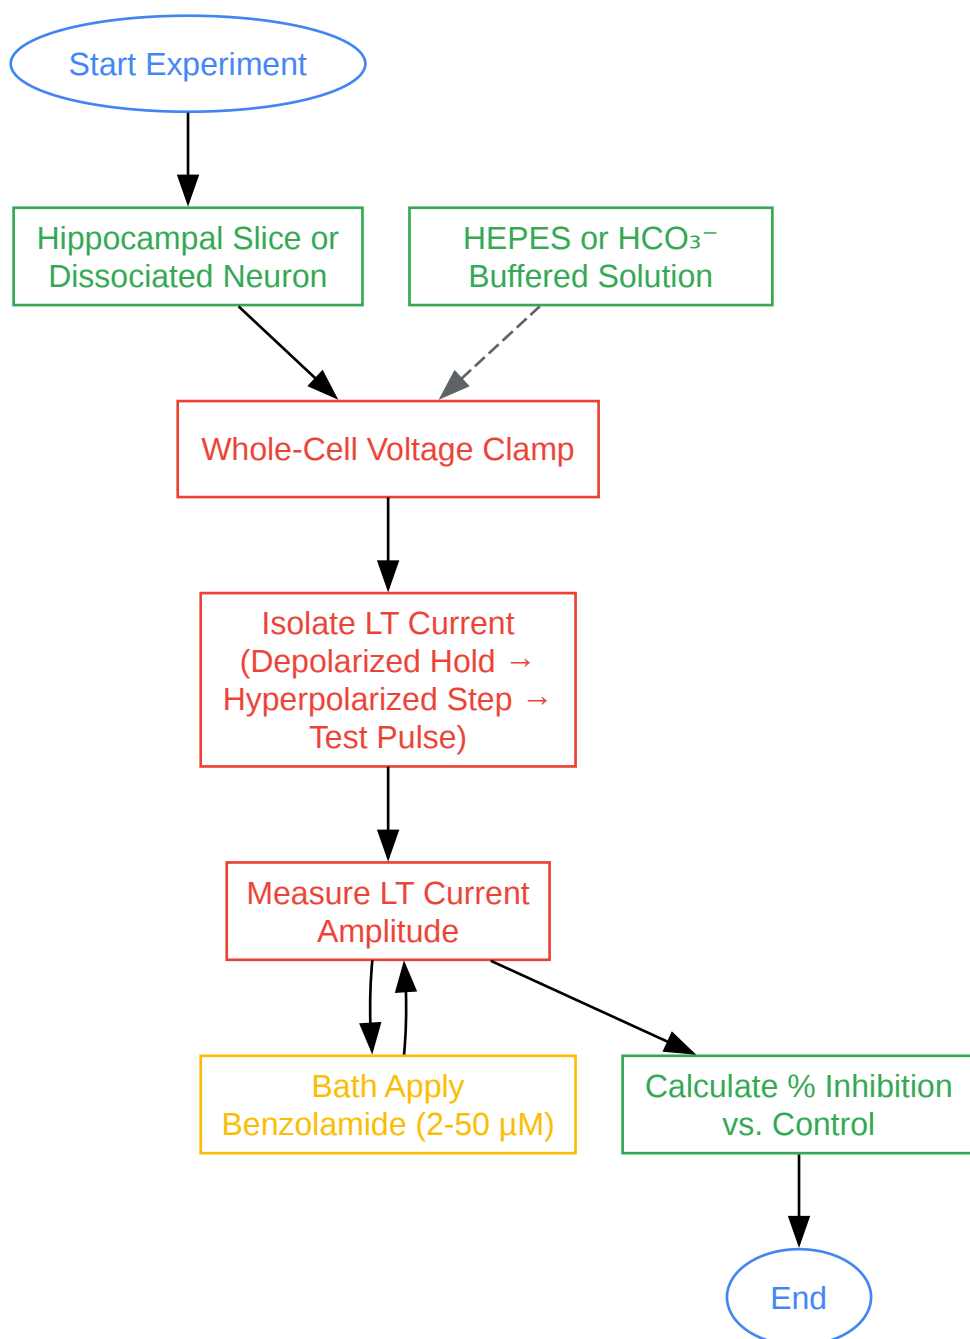 Start Experiment
Hippocampal Slice or
Dissociated Neuron
HEPES or HCO₃⁻
Buffered Solution
Whole-Cell Voltage Clamp
Isolate LT Current
(Depolarized Hold →
Hyperpolarized Step →
Test Pulse)
Measure LT Current
Amplitude
Bath Apply
Benzolamide (2-50 µM)
Calculate % Inhibition
vs. Control
End